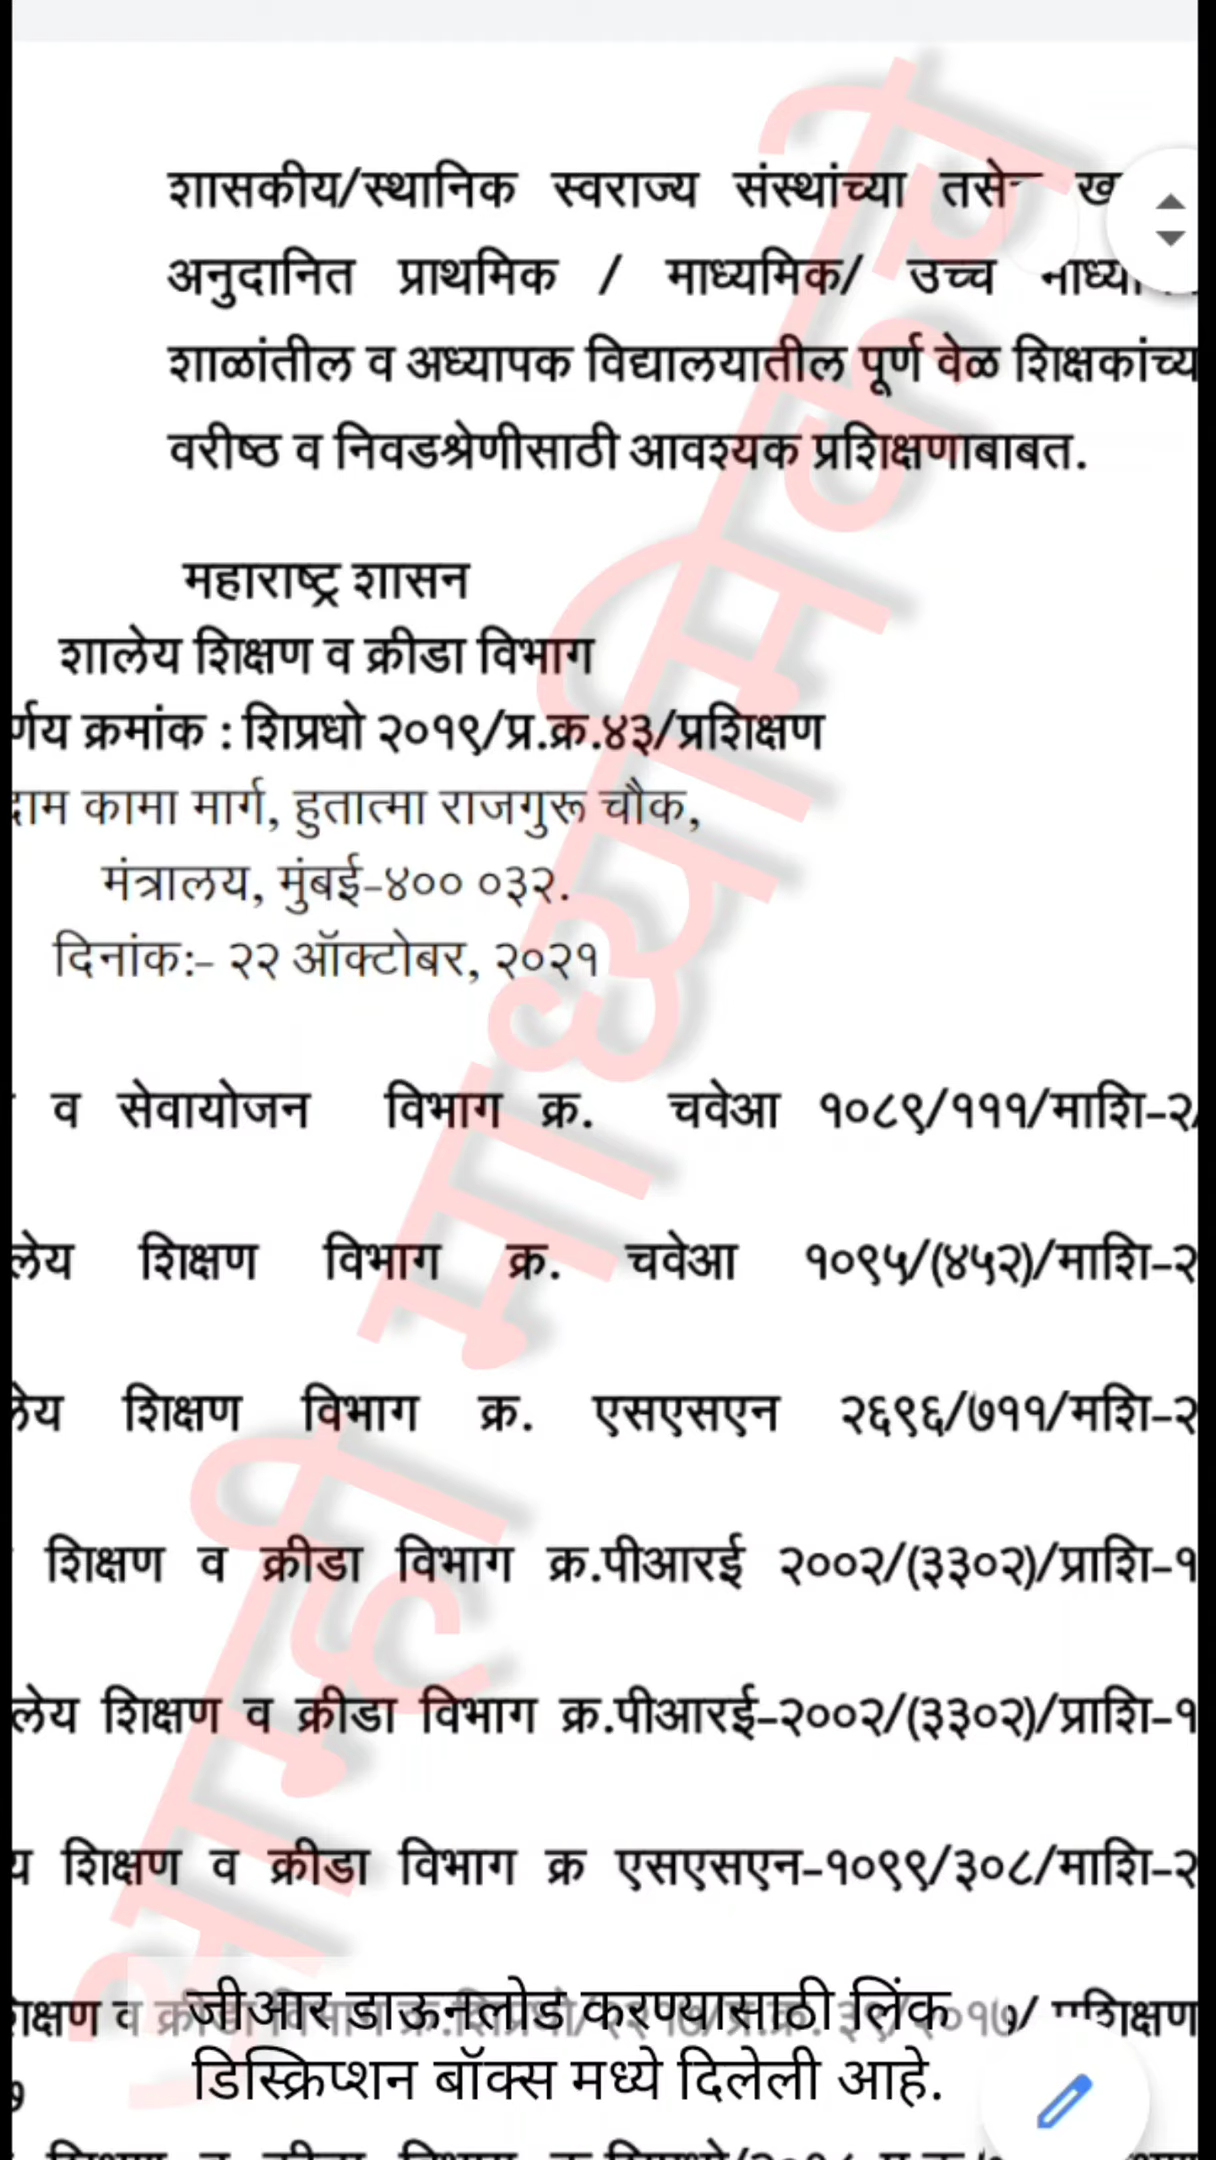 शासकीय/स्थानिक स्वराज्य संस्थांच्या
अनुदानित प्राथमिक / माध्यमिक/ उच्च
शाळांतील व अध्यापक विद्यालयातील पूर्ण वेळ शिक्षकांच्य
वरीष्ठ व निवडश्रेणीसाठी आवश्यक प्रशिक्षणाबाबत.
महाराष्ट्र शासन
शालेय शिक्षण व क्रीडा विभाग
र्णय क्रमांक : शिप्रधो २०१९/प्र.क्र.४३/प्रशिक्षण
दाम कामा मार्ग, हुतात्मा राजगुरू चौक,
मंत्रालय, मुंबई-४०० ०३२.
दिनांक:- २२ ऑक्टोबर, २०२१
व सेवायोजन विभाग क्र. चवेआ १०८९/१११/माशि-२/
लेय शिक्षण विभाग क्र. चवेआ १०९५/(४५२)/माशि-२
लेय शिक्षण विभाग क्र. एसएसएन २६९६/७११/मशि-२
शिक्षण व क्रीडा विभाग क्र.पीआरई २००२/(३३०२)/प्राशि-१
लेय शिक्षण व क्रीडा विभाग क्र.पीआरई-२००२/(३३०२)/प्राशि-१
य शिक्षण व क्रीडा विभाग क्र एसएसएन-१०९९/३०८/माशि-२
जीआर डाऊनलोड करण्यासाठी लिंक
डिस्क्रिप्शन बॉक्स मध्ये दिलेली आहे.
आम्ही माध्यमिकचे